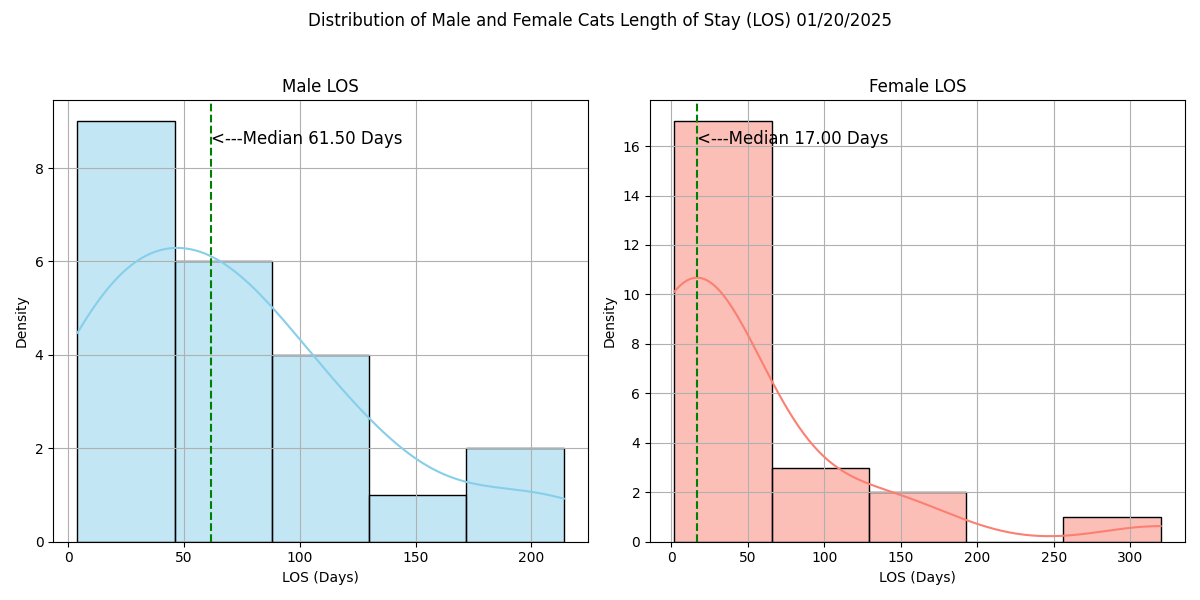 Distribution of Male and Female Cats Length of Stay (LOS) 01/20/2025
Male LOS
<---Median 61.50 Days
Density
8
6
4
2
0
0 50 100 150 200
LOS (Days)
Female LOS
<---Median 17.00 Days
Density
16
14
12
10
8
6
4
2
0
0 50 100 150 200 250 300
LOS (Days)